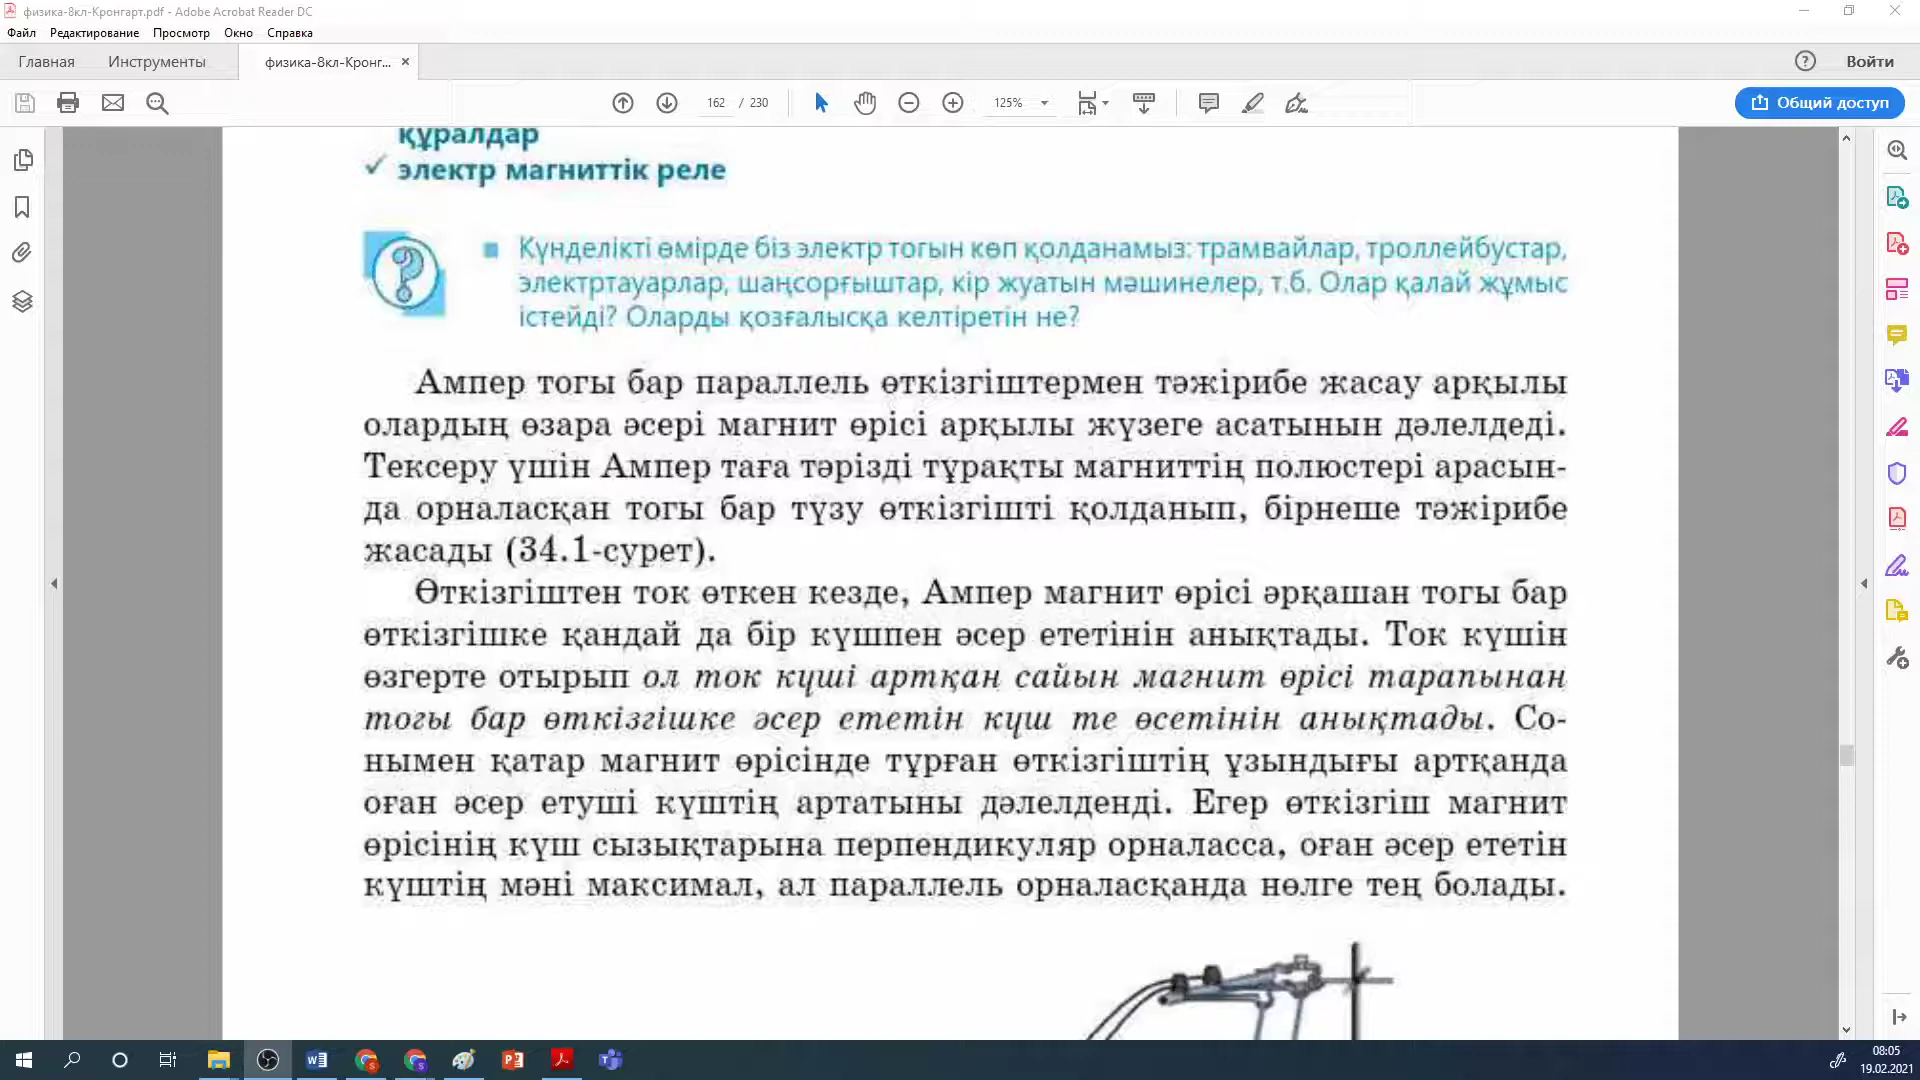 физика-8кл-Кронгарт.pdf - Adobe Acrobat Reader DC
Файл Редактирование Просмотр Окно Справка
Главная Инструменты физика-8кл-Кронг... Войти
162 / 230 125% Общий доступ
құралдар
электр магниттік реле
Күнделікті өмірде біз электр тогын көп қолданамыз: трамвайлар, троллейбустар,
электртауарлар, шаңсорғыштар, кір жуатын мәшинелер, т.б. Олар қалай жұмыс
істейді? Оларды қозғалысқа келтіретін не?
Ампер тогы бар параллель өткізгіштермен тәжірибе жасау арқылы
олардың өзара әсері магнит өрісі арқылы жүзеге асатынын дәлелдеді.
Тексеру үшін Ампер таға тәрізді тұрақты магниттің полюстері арасын-
да орналасқан тогы бар түзу өткізгішті қолданып, бірнеше тәжірибе
жасады (34.1-сурет).
Өткізгіштен ток өткен кезде, Ампер магнит өрісі әрқашан тогы бар
өткізгішке қандай да бір күшпен әсер ететінін анықтады. Ток күшін
өзгерте отырып ол ток күші артқан сайын магнит өрісі тарапынан
тогы бар өткізгішке әсер ететін күш те өсетінін анықтады. Со-
нымен қатар магнит өрісінде тұрған өткізгіштің ұзындығы артқанда
оған әсер етуші күштің артатыны дәлелденді. Егер өткізгіш магнит
өрісінің күш сызықтарына перпендикуляр орналасса, оған әсер ететін
күштің мәні максимал, ал параллель орналасқанда нөлге тең болады.
08:05
19.02.2021